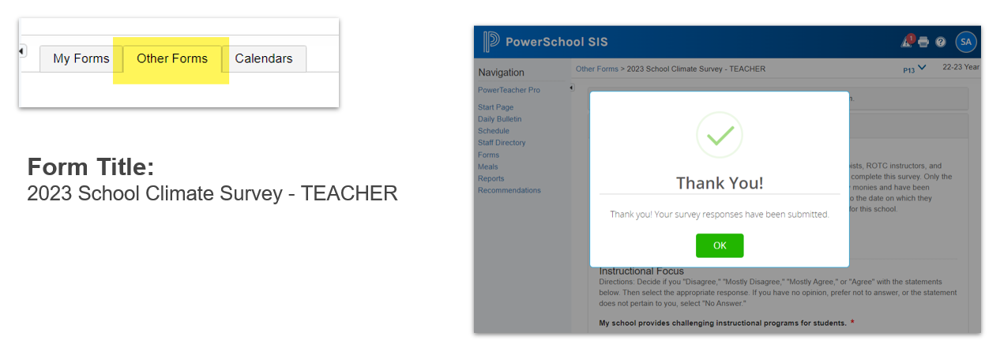 My Forms
Other Forms
Calendars
Form Title:
2023 School Climate Survey - TEACHER
PowerSchool SIS
1
?
SA
Navigation
Other Forms > 2023 School Climate Survey - TEACHER
P13
22-23 Year
PowerTeacher Pro
Start Page
Daily Bulletin
Schedule
Staff Directory
Forms
Meals
Reports
Recommendations
ROTC instructors, and
complete this survey. Only the
monies and have been
the date on which they
for this school.
Thank You!
Thank you! Your survey responses have been submitted.
OK
Instructional Focus
Directions: Decide if you "Disagree," "Mostly Disagree," "Mostly Agree," or "Agree" with the statements
below. Then select the appropriate response. If you have no opinion, prefer not to answer, or the statement
does not pertain to you, select "No Answer."
My school provides challenging instructional programs for students. *